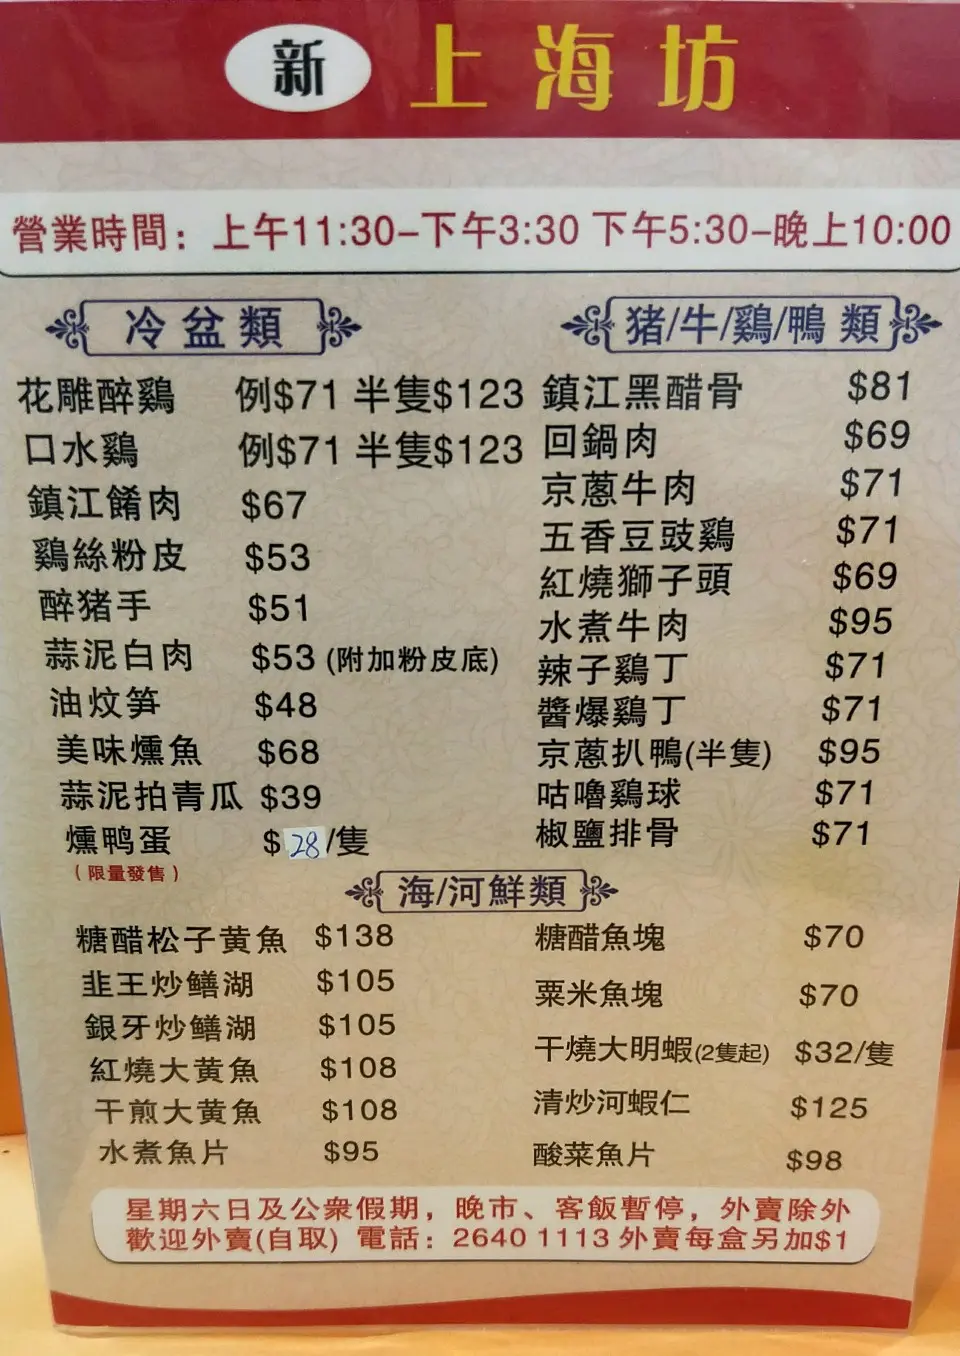 新 上海坊
營業時間：上午11:30-下午3:30 下午5:30-晚上10:00
冷盆類
花雕醉鷄 例$71 半隻$123
口水鷄 例$71 半隻$123
鎮江餚肉 $67
鷄絲粉皮 $53
醉猪手 $51
蒜泥白肉 $53 (附加粉皮底)
油炆笋 $48
美味燻魚 $68
蒜泥拍青瓜 $39
燻鸭蛋 $28/隻
(限量發售)
猪/牛/鷄/鴨 類
鎮江黑醋骨 $81
回鍋肉 $69
京蔥牛肉 $71
五香豆豉鷄 $71
紅燒獅子頭 $69
水煮牛肉 $95
辣子鷄丁 $71
醬爆鷄丁 $71
京蔥扒鴨(半隻) $95
咕嚕鷄球 $71
椒鹽排骨 $71
海/河鮮類
糖醋松子黄魚 $138
韭王炒鳝湖 $105
銀牙炒鳝湖 $105
紅燒大黄魚 $108
干煎大黄魚 $108
水煮魚片 $95
糖醋魚塊 $70
粟米魚塊 $70
干燒大明蝦(2隻起) $32/隻
清炒河蝦仁 $125
酸菜魚片 $98
星期六日及公衆假期，晚市、客飯暫停，外賣除外
歡迎外賣(自取) 電話：2640 1113 外賣每盒另加$1